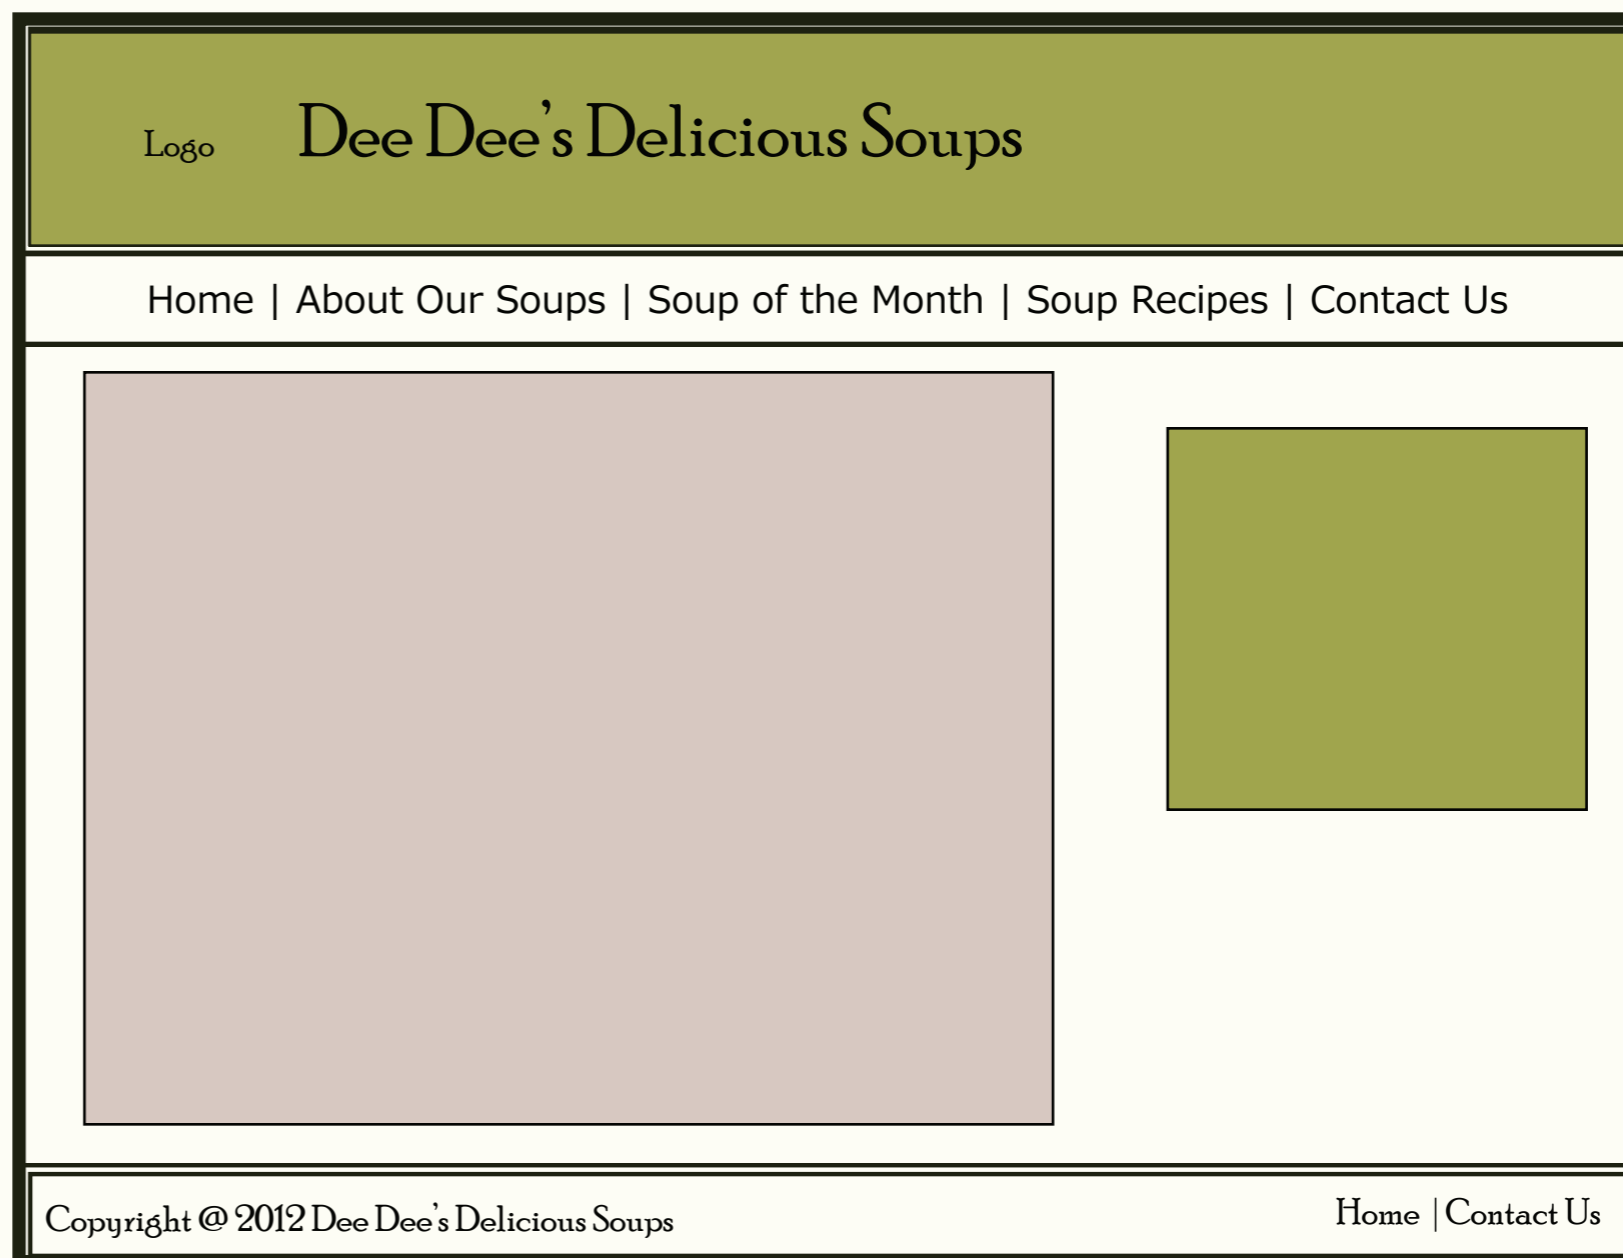 Logo
Dee Dee’s Delicious Soups
Home | About Our Soups | Soup of the Month | Soup Recipes | Contact Us
Copyright @ 2012 Dee Dee’s Delicious Soups
Home | Contact Us